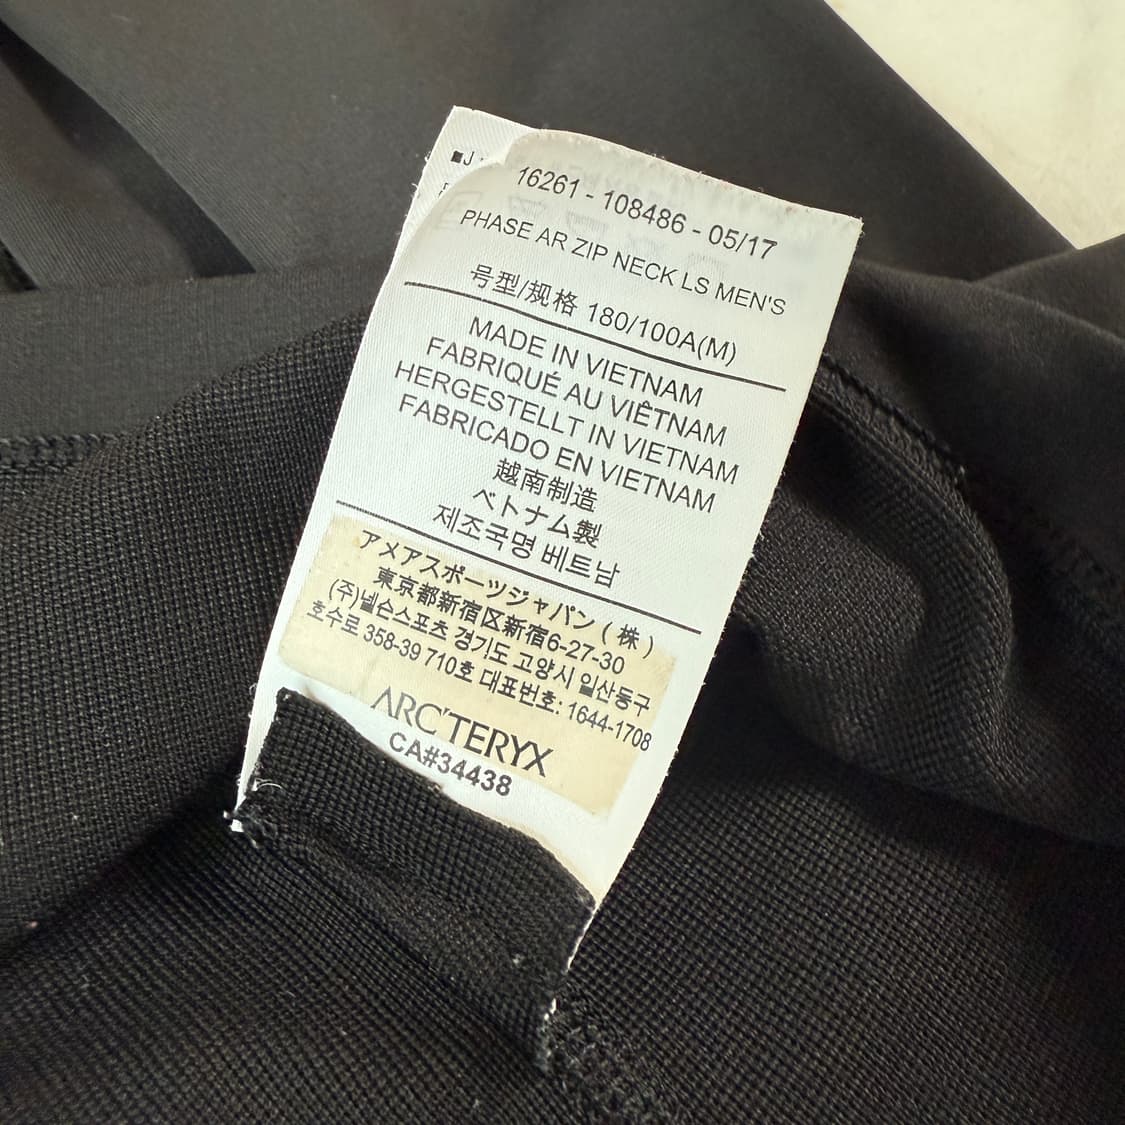 ■J
16261 - 108486 - 05/17
PHASE AR ZIP NECK LS MEN'S
号型/规格 180/100A(M)
MADE IN VIETNAM
FABRIQUÉ AU VIÊTNAM
HERGESTELLT IN VIETNAM
FABRICADO EN VIETNAM
越南制造
ベトナム製
제조국명 베트남
アメアスポーツジャパン(株)
東京都新宿区新宿6-27-30
(주)넬슨스포츠 경기도 고양시 일산동구
호수로 358-39 710호 대표번호: 1644-1708
ARC'TERYX
CA#34438